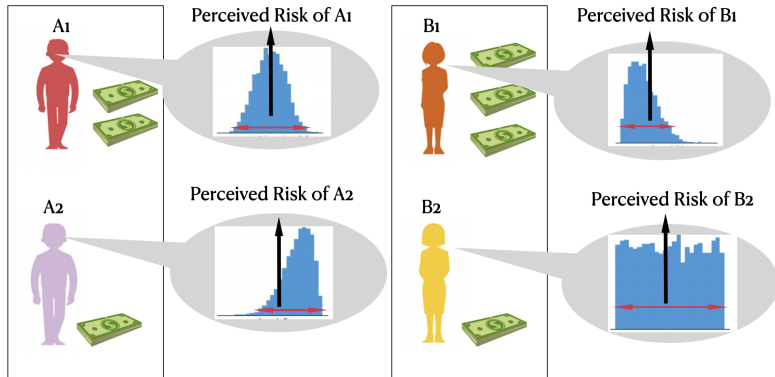 A1
Perceived Risk of A1
B1
Perceived Risk of B1
A2
Perceived Risk of A2
B2
Perceived Risk of B2